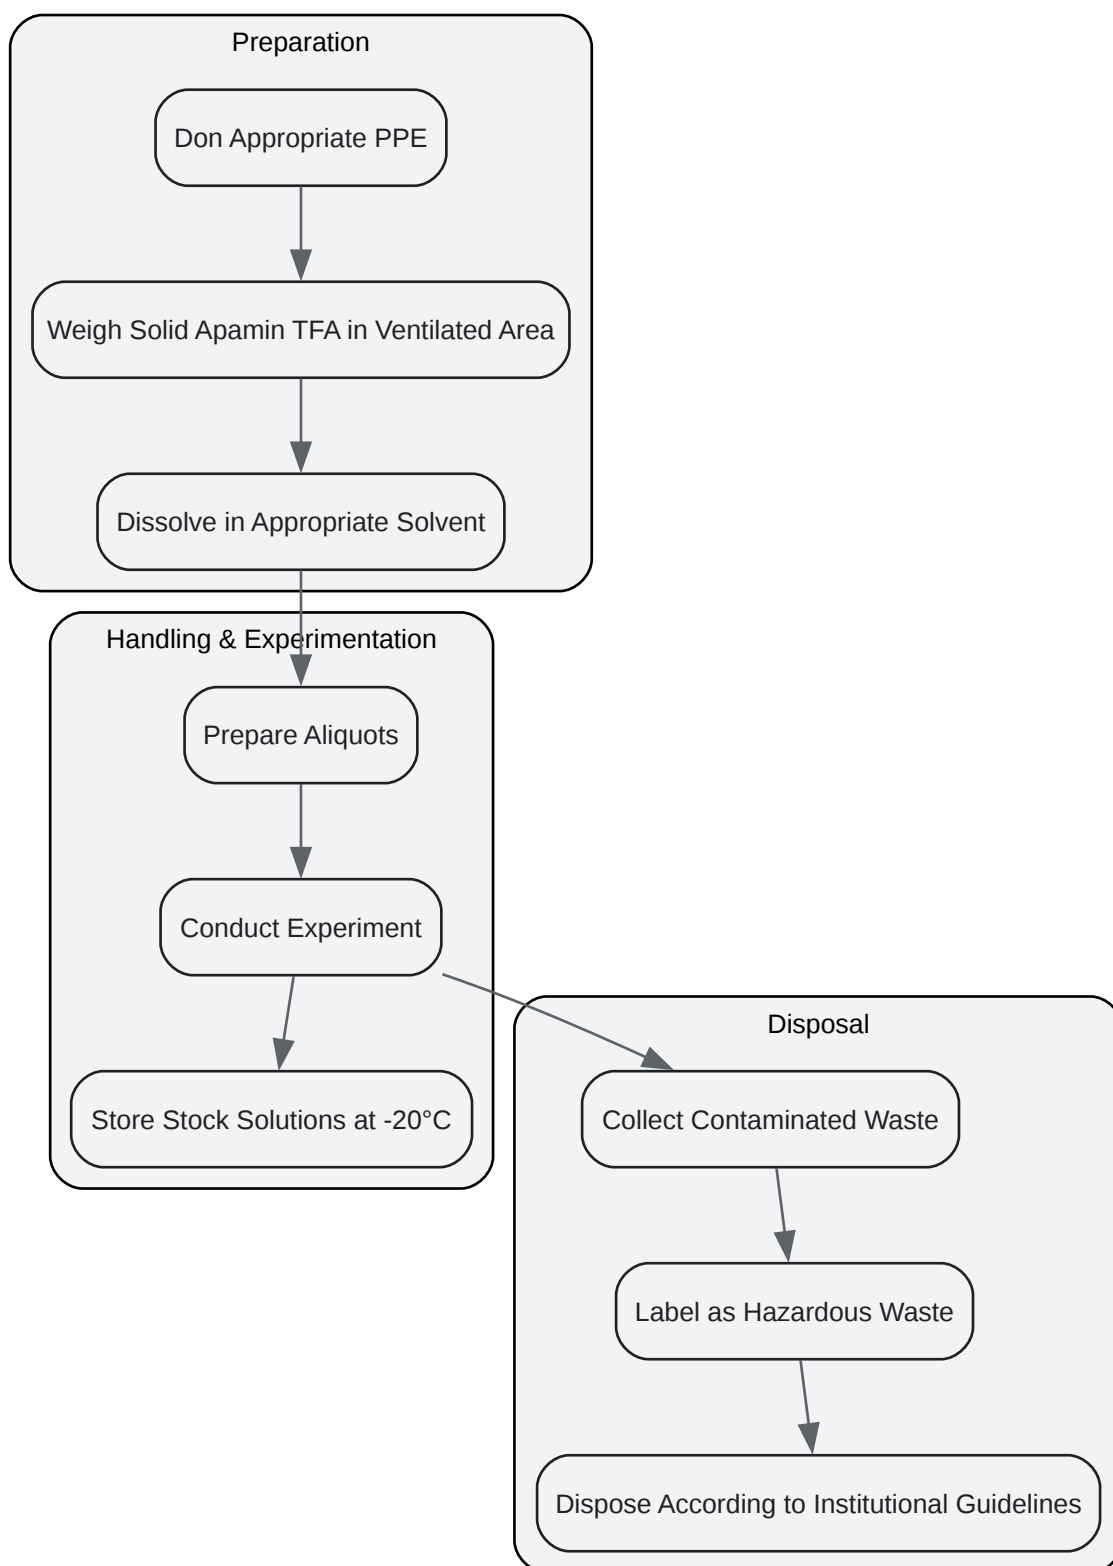 Preparation
Don Appropriate PPE
Weigh Solid Apamin TFA in Ventilated Area
Dissolve in Appropriate Solvent
Handling & Experimentation
Prepare Aliquots
Conduct Experiment
Store Stock Solutions at -20°C
Disposal
Collect Contaminated Waste
Label as Hazardous Waste
Dispose According to Institutional Guidelines